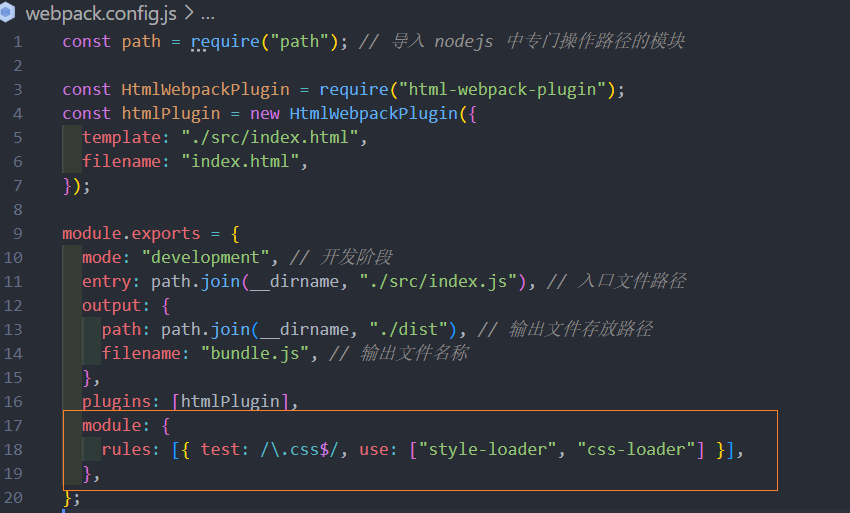 webpack.config.js > ...
1 const path = require("path"); // 导入 nodejs 中专门操作路径的模块
2
3 const HtmlWebpackPlugin = require("html-webpack-plugin");
4 const htmlPlugin = new HtmlWebpackPlugin({
5   template: "./src/index.html",
6   filename: "index.html",
7 });
8
9 module.exports = {
10   mode: "development", // 开发阶段
11   entry: path.join(__dirname, "./src/index.js"), // 入口文件路径
12   output: {
13     path: path.join(__dirname, "./dist"), // 输出文件存放路径
14     filename: "bundle.js", // 输出文件名称
15   },
16   plugins: [htmlPlugin],
17   module: {
18     rules: [{ test: /\.css$/, use: ["style-loader", "css-loader"] }],
19   },
20 };